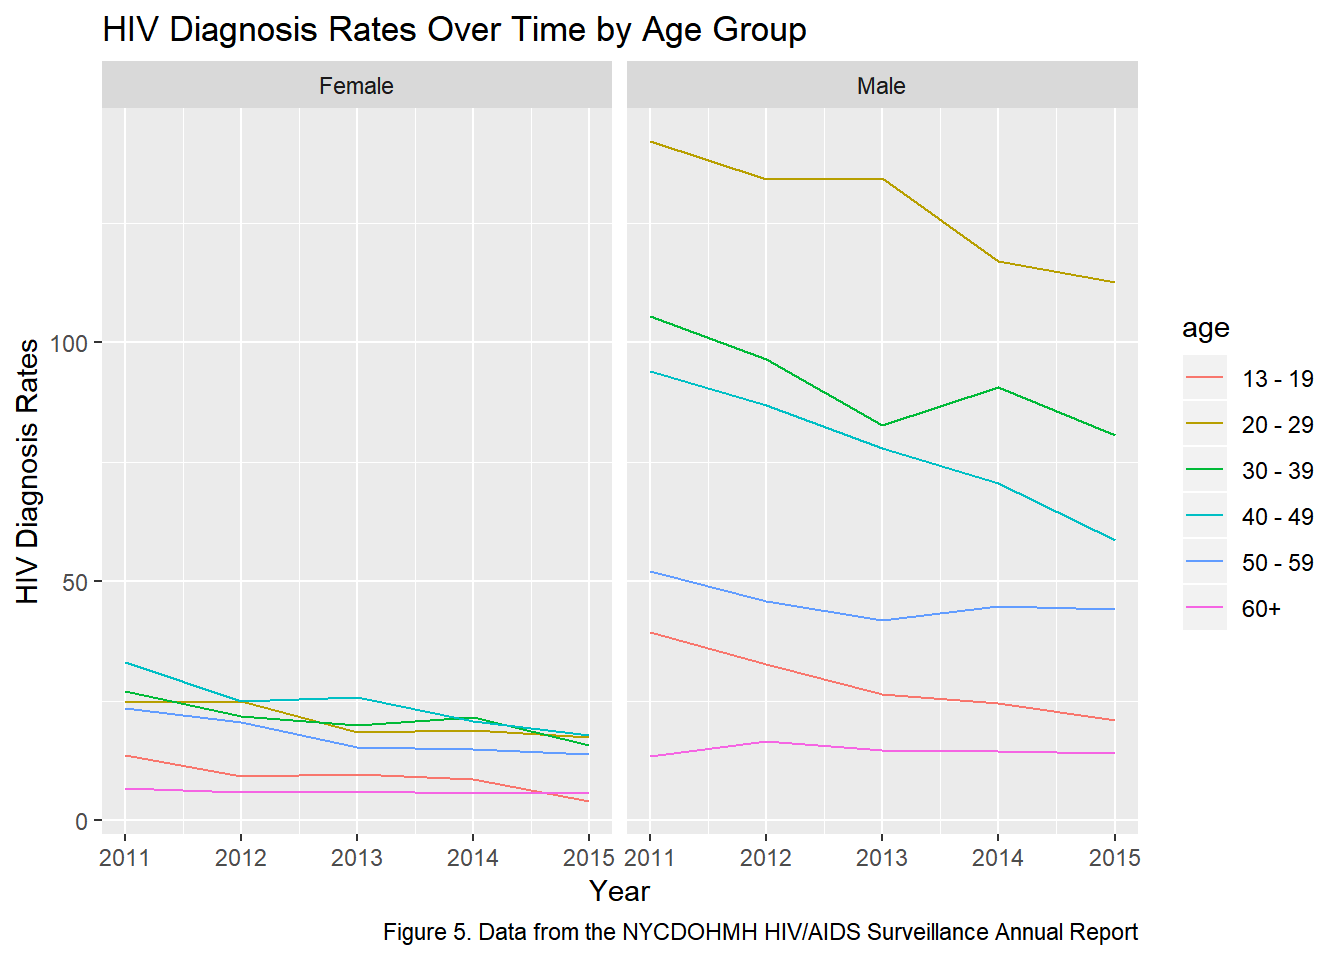 HIV Diagnosis Rates Over Time by Age Group
Female
Male
HIV Diagnosis Rates
100
50
0
2011 2012 2013 2014 2015
2011 2012 2013 2014 2015
Year
age
13 - 19
20 - 29
30 - 39
40 - 49
50 - 59
60+
Figure 5. Data from the NYCDOHMH HIV/AIDS Surveillance Annual Report